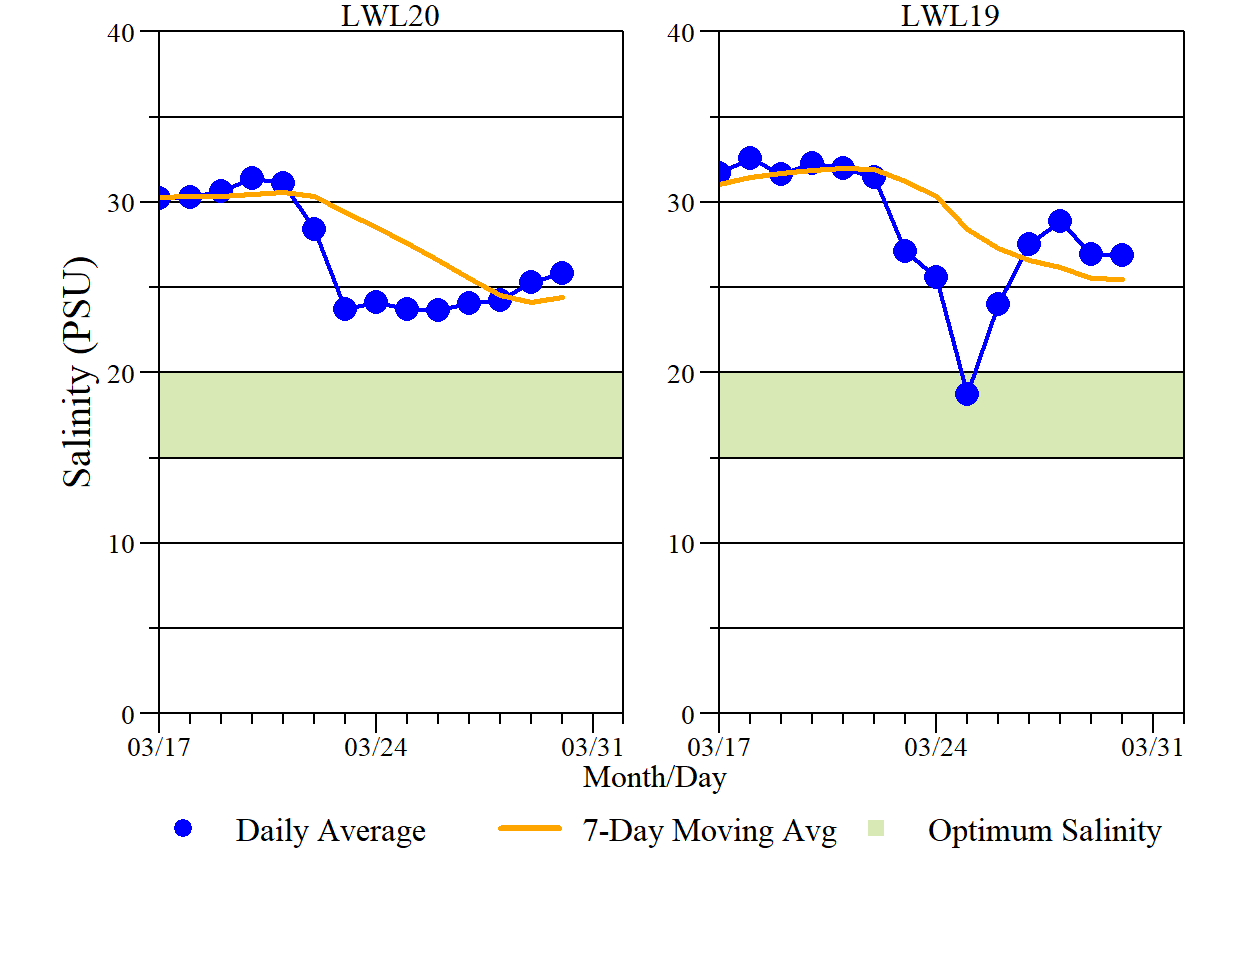 LWL20
LWL19
40
30
20
10
0
40
30
20
10
0
Salinity (PSU)
03/17
03/24
03/31
03/17
03/24
03/31
Month/Day
Daily Average
7-Day Moving Avg
Optimum Salinity